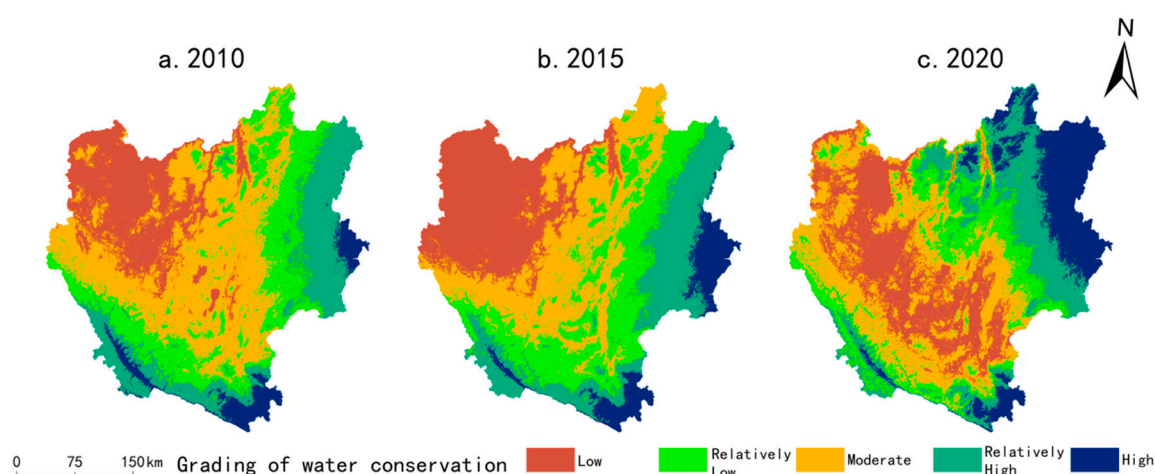 N
a. 2010
b. 2015
c. 2020
0 75 150km Grading of water conservation
Low
Relatively
Low
Moderate
Relatively
High
High